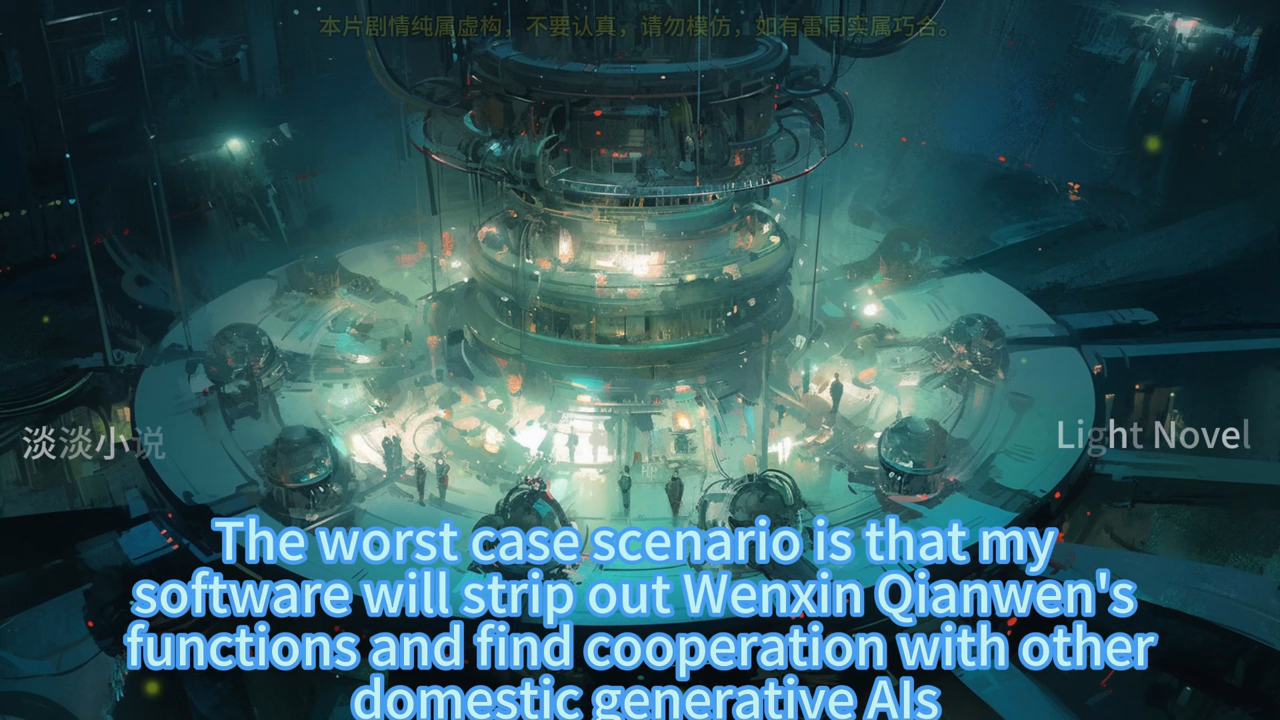 本片剧情纯属虚构，不要认真，请勿模仿，如有雷同实属巧合。
淡淡小说
Light Novel
The worst case scenario is that my
software will strip out Wenxin Qianwen's
functions and find cooperation with other
domestic generative AIs